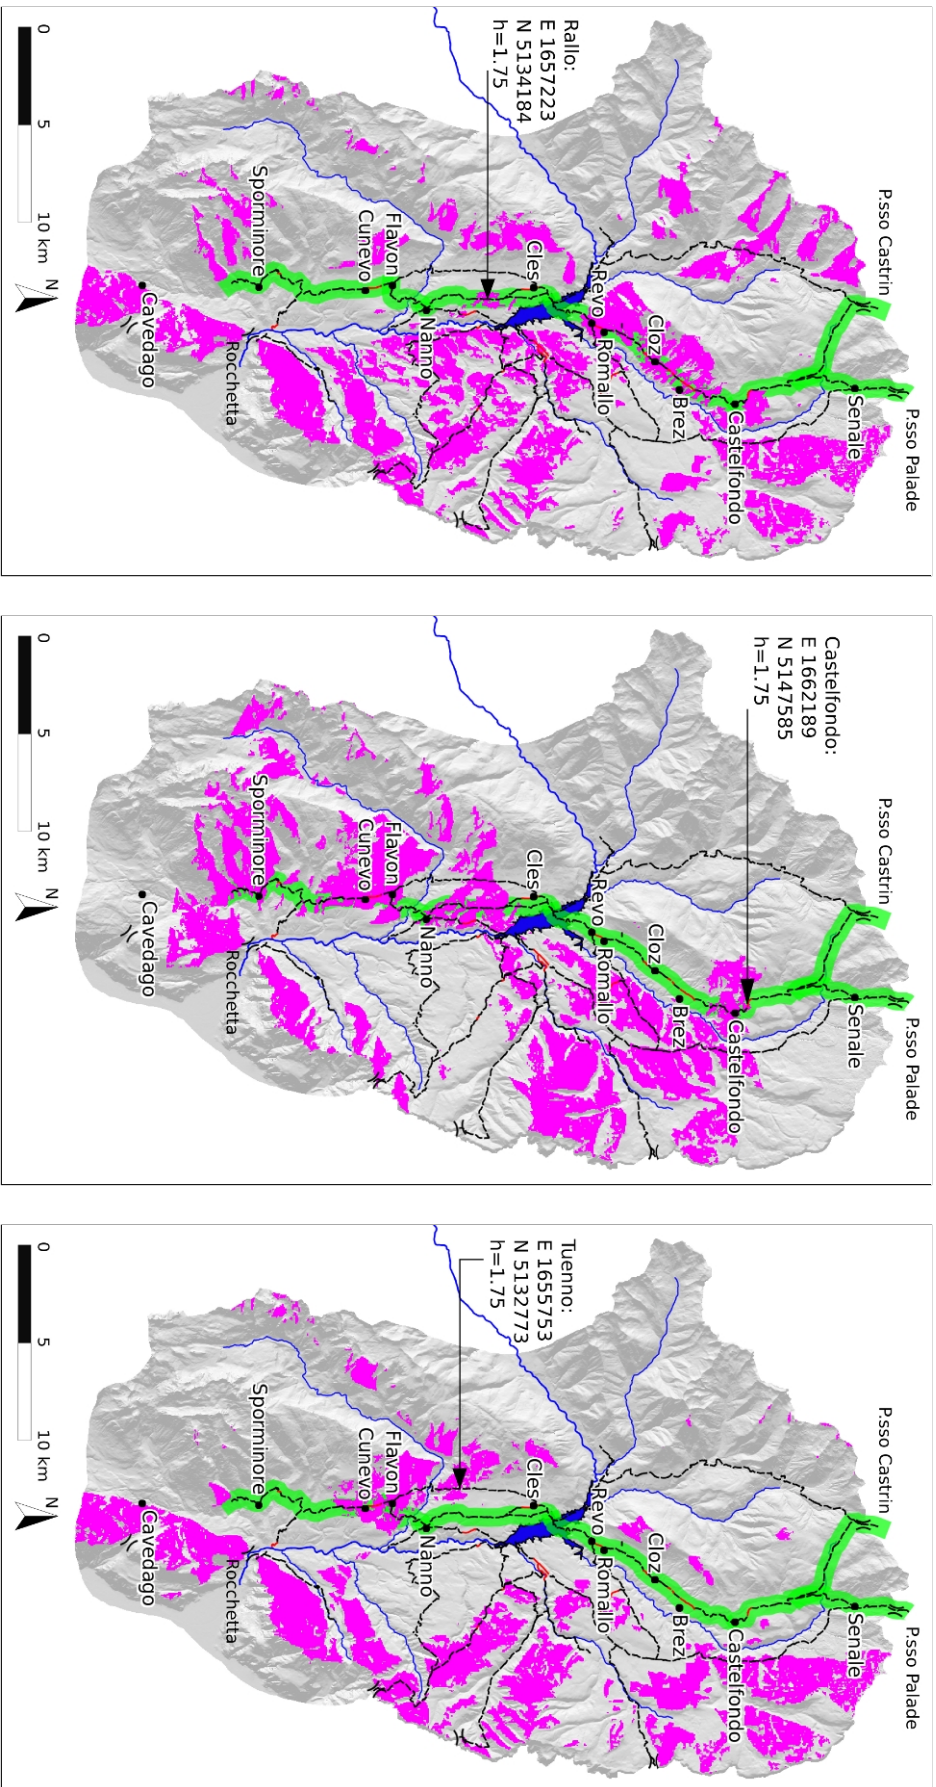 Rallo:
E 1657223
N 5134184
h=1.75
P.sso Castrin
P.sso Palade
Senale
Castelfondo
Brez
Cloz
Romallo
Revo
Cles
Nanno
Flavon
Cunevo
Sporminore
Rocchetta
Cavedago
0
5
10 km
N
Castelfondo:
E 1662189
N 5147585
h=1.75
P.sso Castrin
P.sso Palade
Senale
Castelfondo
Brez
Cloz
Romallo
Revo
Cles
Nanno
Flavon
Cunevo
Sporminore
Rocchetta
Cavedago
0
5
10 km
N
Tuenno:
E 1655753
N 5132773
h=1.75
P.sso Castrin
P.sso Palade
Senale
Castelfondo
Brez
Cloz
Romallo
Revo
Cles
Nanno
Flavon
Cunevo
Sporminore
Rocchetta
Cavedago
0
5
10 km
N